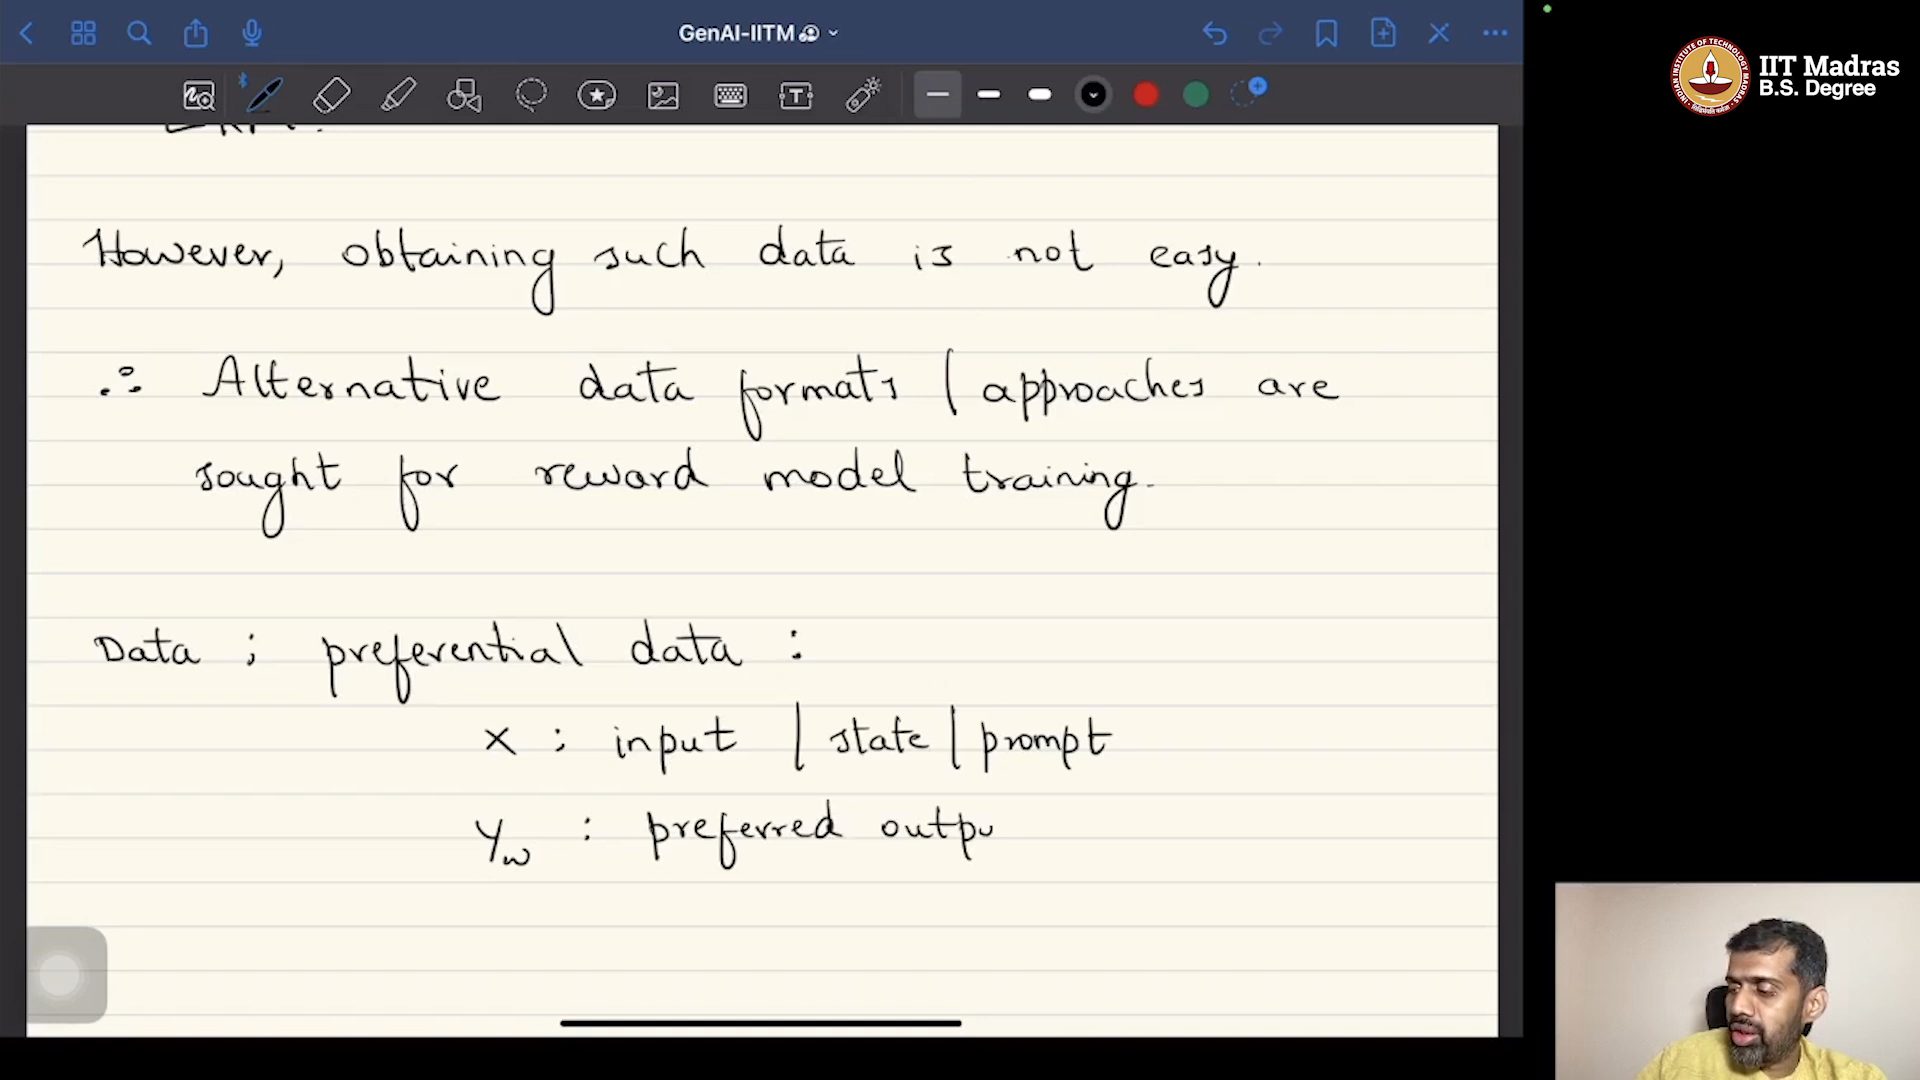 GenAI-IITM
IIT Madras
B.S. Degree
However, obtaining such data is not easy.
∴ Alternative data formats | approaches are
sought for reward model training.
Data ; preferential data :
x : input | state | prompt
y_w : preferred outpu